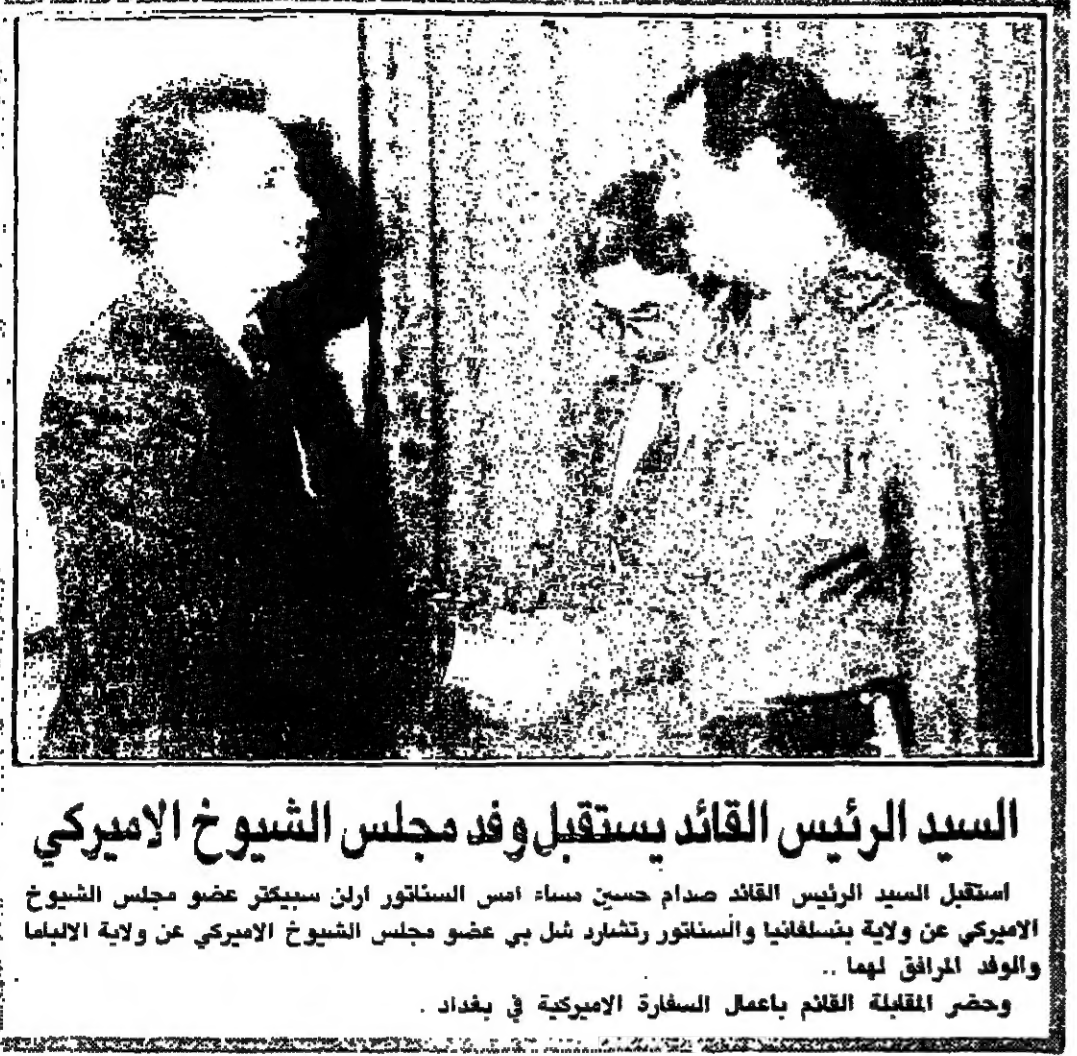 السيد الرئيس القائد يستقبل وفد مجلس الشيوخ الاميركي
استقبل السيد الرئيس القائد صدام حسين مساء امس السناتور ارلن سبيكتر عضو مجلس الشيوخ
الاميركي عن ولاية بنسلفانيا والسناتور رتشارد شل بي عضو مجلس الشيوخ الاميركي عن ولاية الالباما
والوفد المرافق لهما ..
وحضر المقابلة القائم باعمال السفارة الاميركية في بغداد .